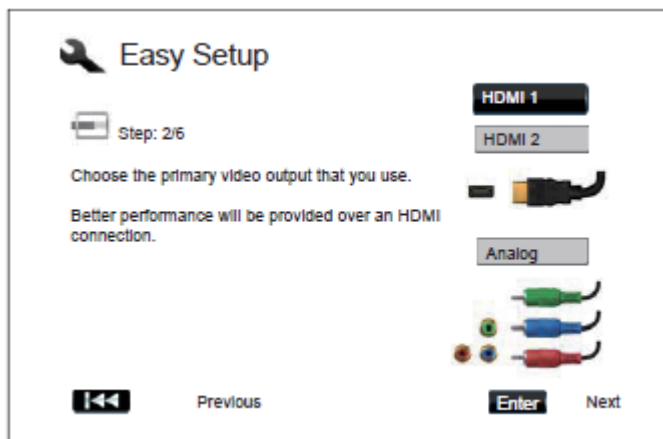 Easy Setup
Step: 2/6
Choose the primary video output that you use.
Better performance will be provided over an HDMI
connection.
HDMI 1
HDMI 2
Analog
Previous
Enter
Next